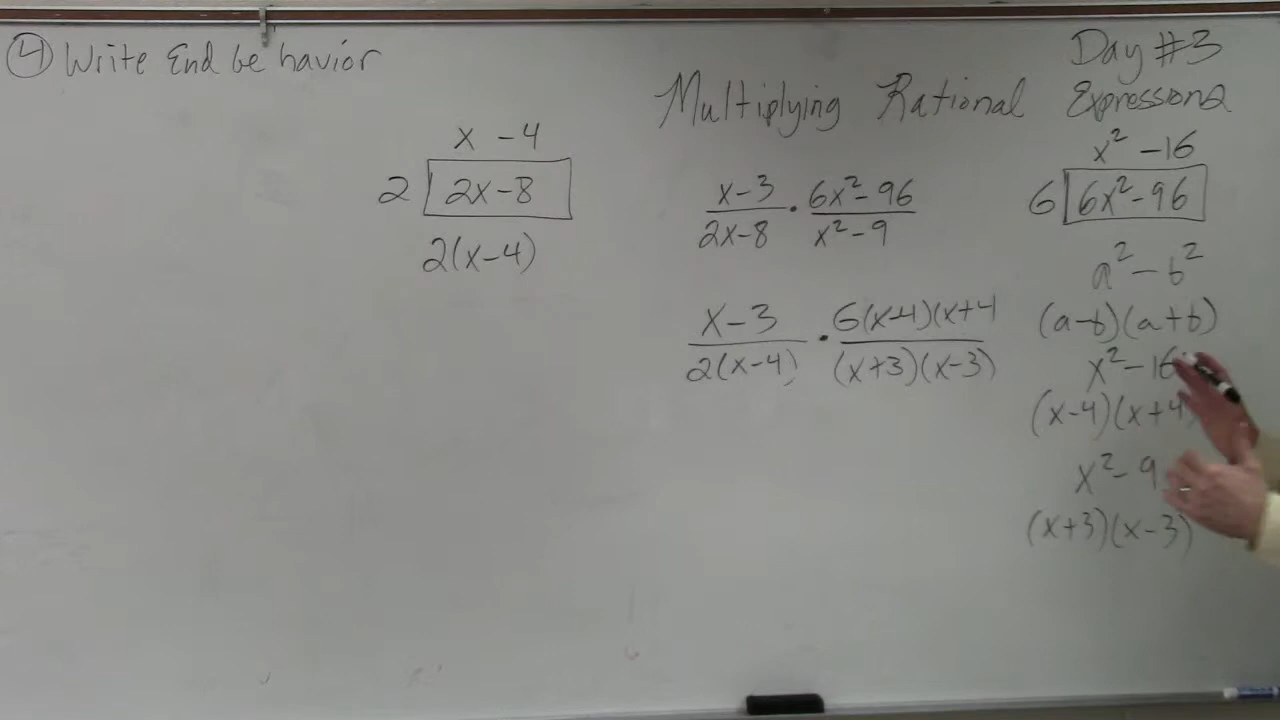 ④ Write End behavior
x - 4
2 | 2x - 8
2(x - 4)
Day #3
Multiplying Rational Expressions
x - 3 / 2x - 8 · 6x² - 96 / x² - 9
x - 3 / 2(x - 4) · 6(x - 4)(x + 4 / (x + 3)(x - 3)
x² - 16
6 | 6x² - 96
a² - b²
(a - b)(a + b)
x² - 16
(x - 4)(x + 4)
x² - 9
(x + 3)(x - 3)